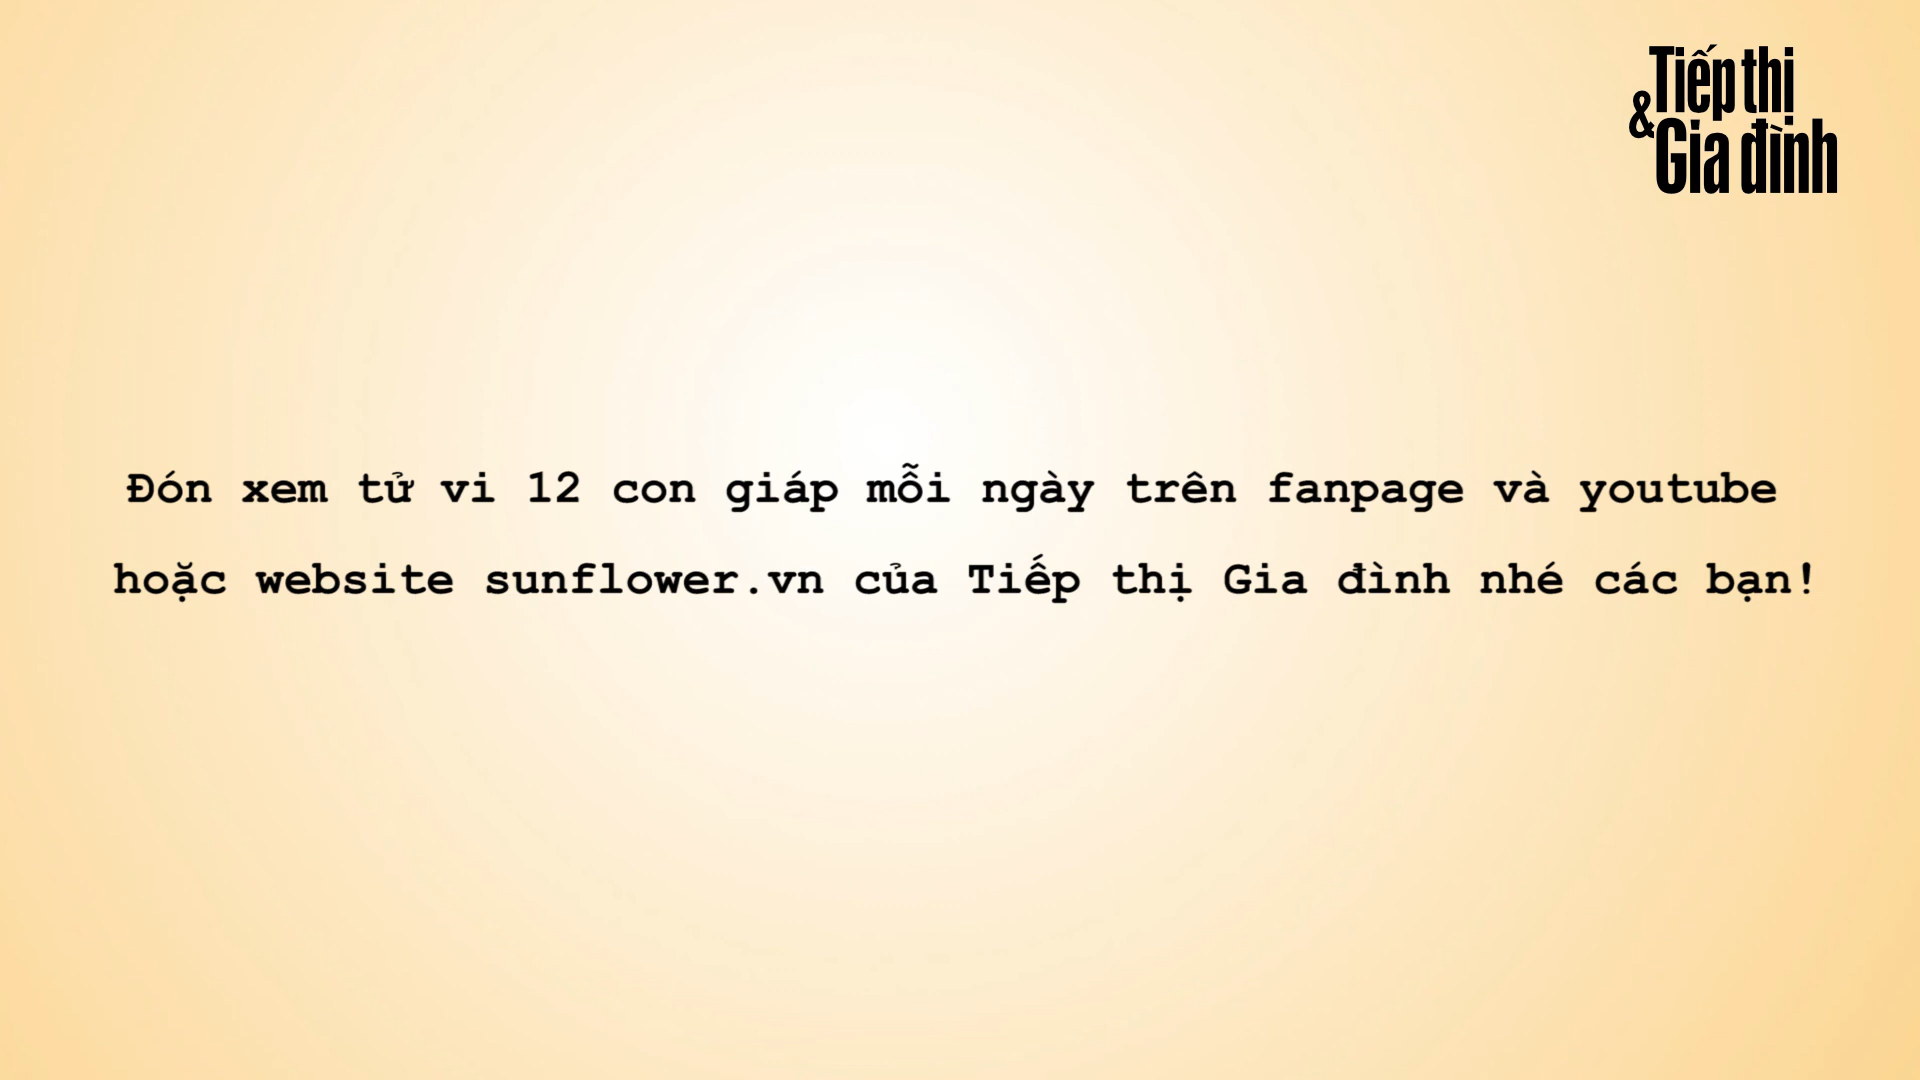 Tiếp thị
& Gia đình
Đón xem tử vi 12 con giáp mỗi ngày trên fanpage và youtube
hoặc website sunflower.vn của Tiếp thị Gia đình nhé các bạn!